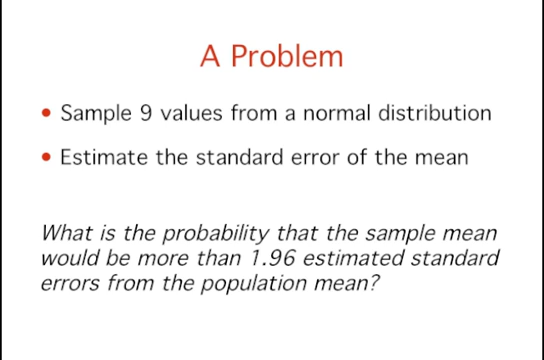 A Problem
• Sample 9 values from a normal distribution
• Estimate the standard error of the mean
What is the probability that the sample mean
would be more than 1.96 estimated standard
errors from the population mean?